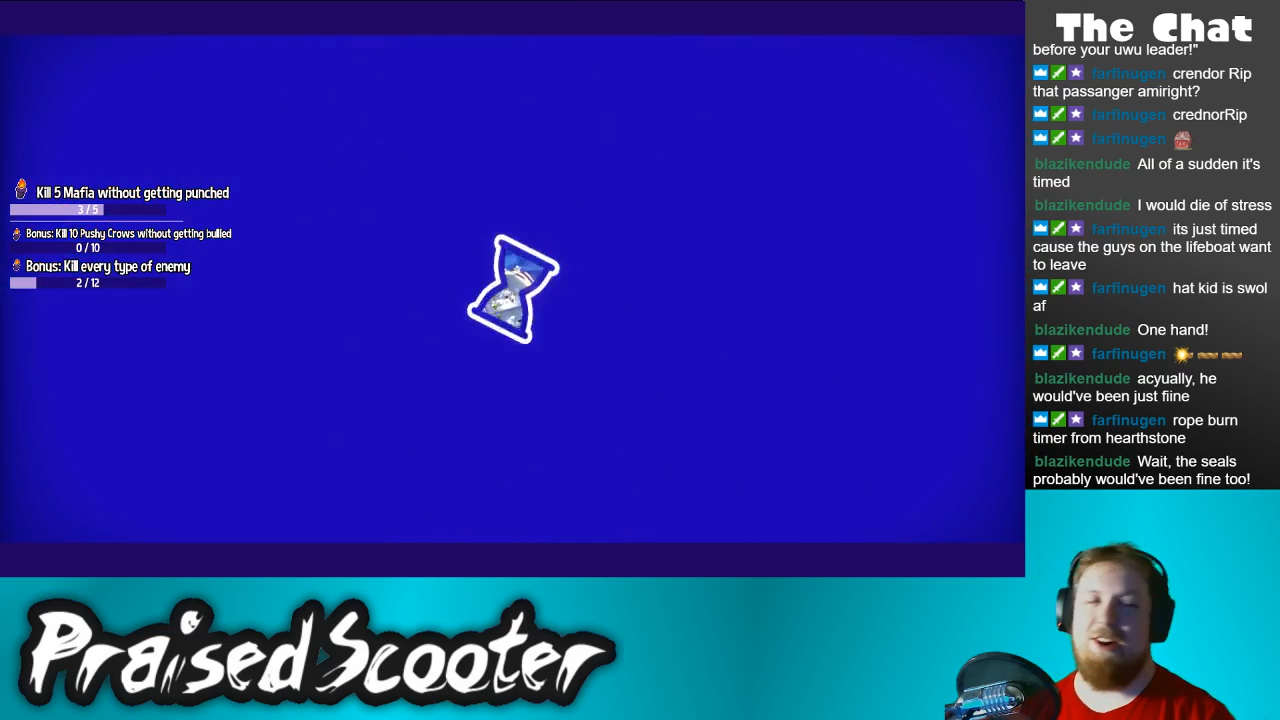 The Chat
before your uwu leader!"
farfinugen crendor Rip
that passanger amiright?
farfinugen crednorRip
farfinugen
blazikendude All of a sudden it's
timed
blazikendude I would die of stress
farfinugen its just timed
cause the guys on the lifeboat want
to leave
farfinugen hat kid is swol
af
blazikendude One hand!
farfinugen
blazikendude acyually, he
would've been just fiine
farfinugen rope burn
timer from hearthstone
blazikendude Wait, the seals
probably would've been fine too!
Kill 5 Mafia without getting punched
3 / 5
Bonus: Kill 10 Pushy Crows without getting bullied
0 / 10
Bonus: Kill every type of enemy
2 / 12
PraisedScooter